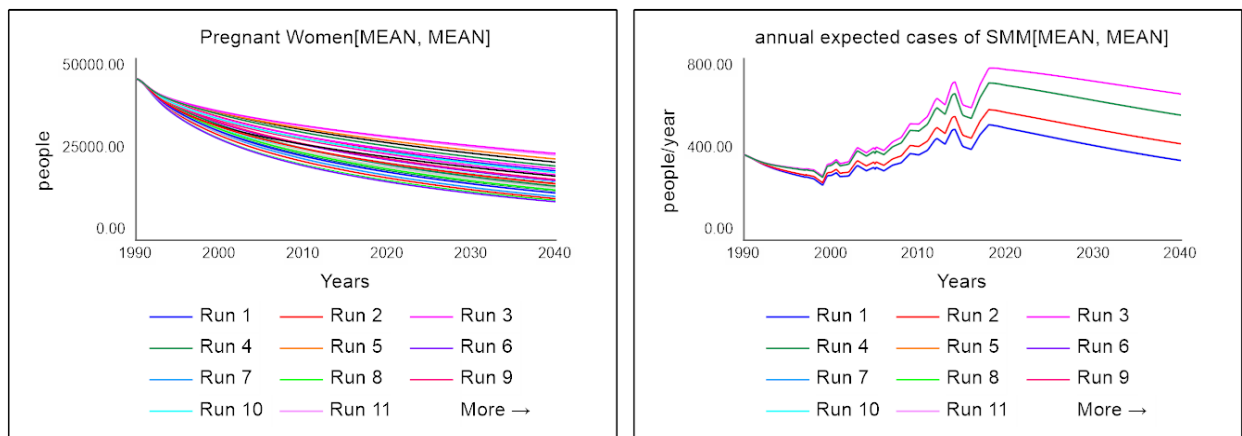 Pregnant Women[MEAN, MEAN]
50000.00
25000.00
0.00
people
1990 2000 2010 2020 2030 2040
Years
Run 1 Run 2 Run 3
Run 4 Run 5 Run 6
Run 7 Run 8 Run 9
Run 10 Run 11 More →
annual expected cases of SMM[MEAN, MEAN]
800.00
400.00
0.00
people/year
1990 2000 2010 2020 2030 2040
Years
Run 1 Run 2 Run 3
Run 4 Run 5 Run 6
Run 7 Run 8 Run 9
Run 10 Run 11 More →